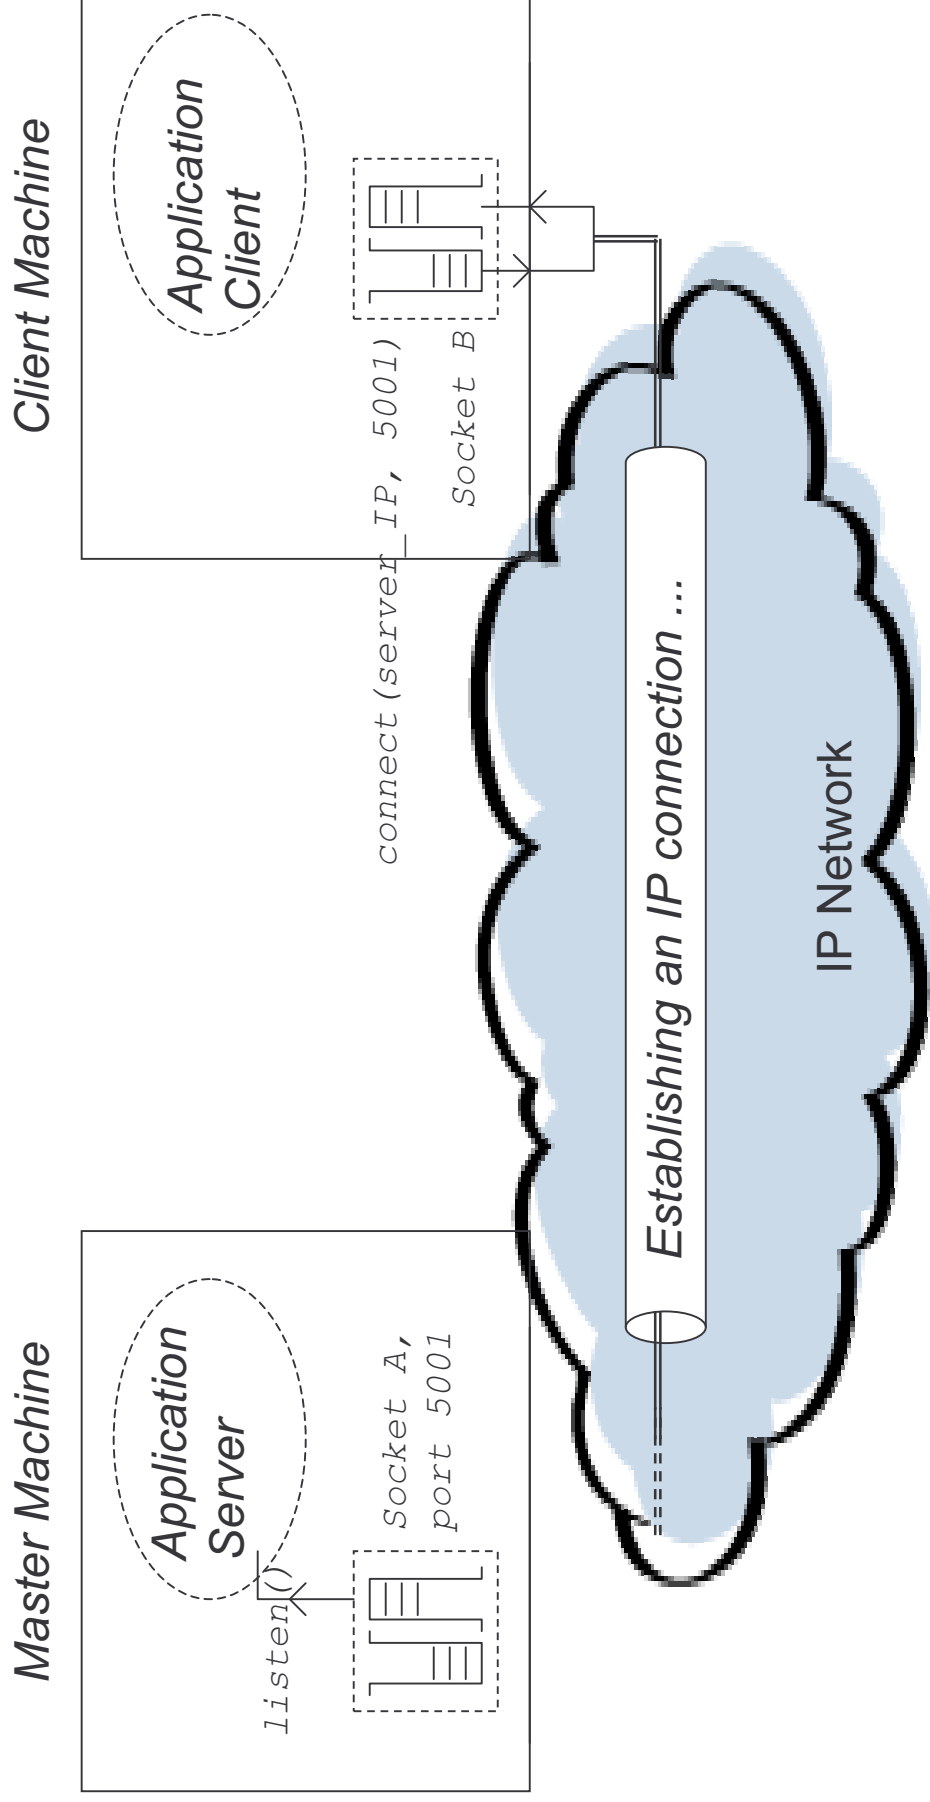 Master Machine
Client Machine
Application
Server
listen()
Socket A,
port 5001
Application
Client
connect(server_IP, 5001)
Socket B
Establishing an IP connection ...
IP Network